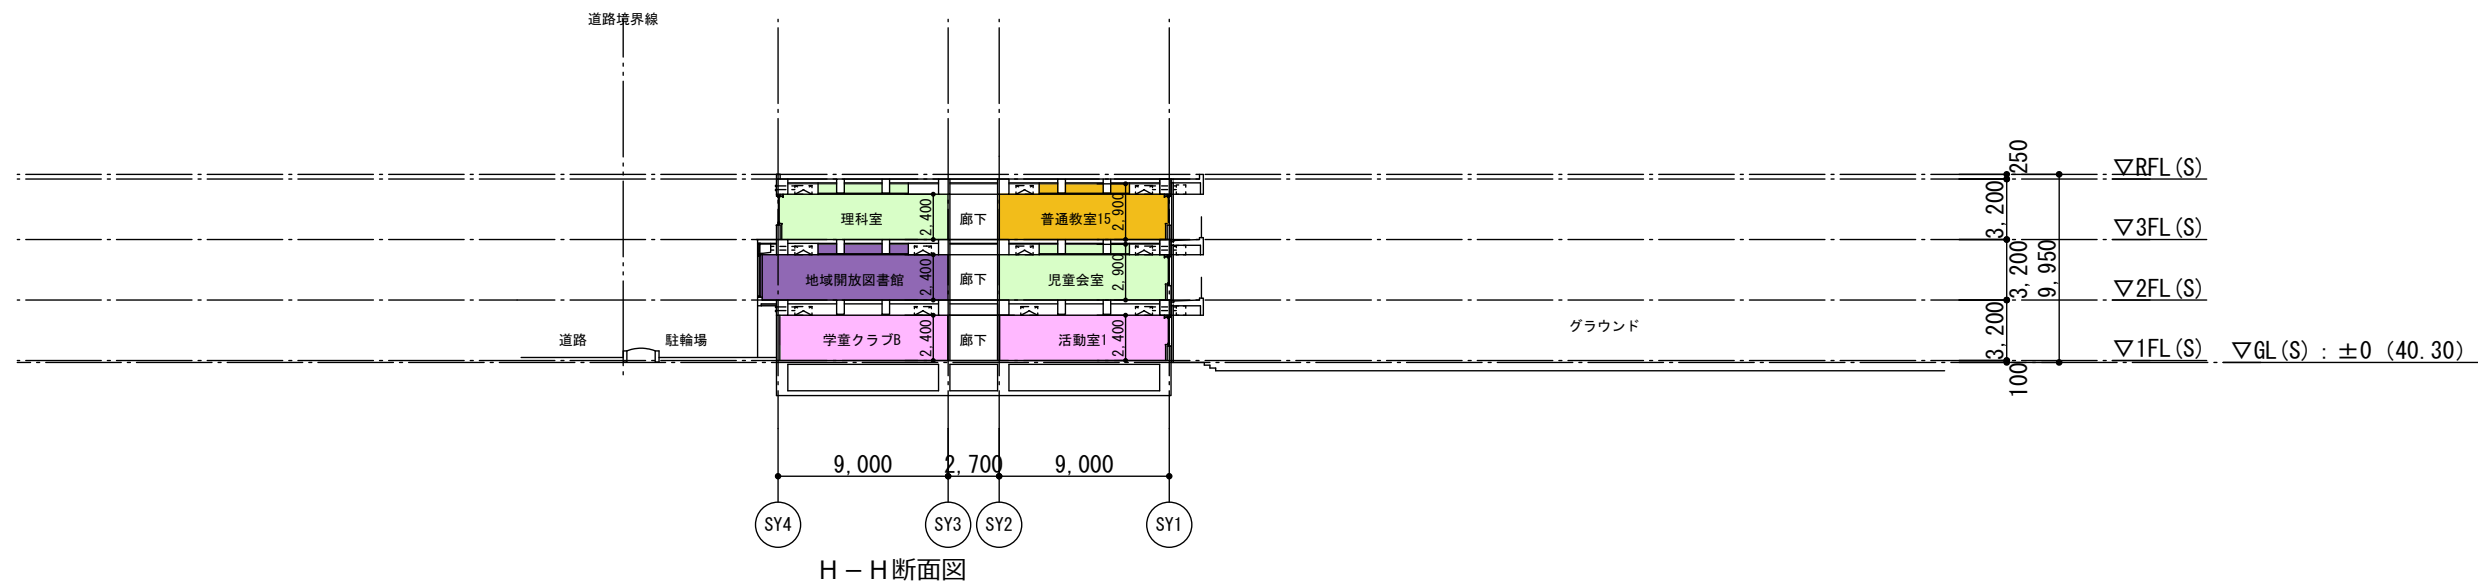 道路境界線
250
▽RFL(S)
理科室
2,400
廊下
普通教室15
2,900
3,200
▽3FL(S)
地域開放図書館
2,400
廊下
児童会室
2,900
3,200
9,950
▽2FL(S)
道路
駐輪場
学童クラブB
2,400
廊下
活動室1
2,400
グラウンド
3,200
▽1FL(S)
▽GL(S) : ±0 (40.30)
100
9,000
2,700
9,000
SY4
SY3
SY2
SY1
H－H断面図